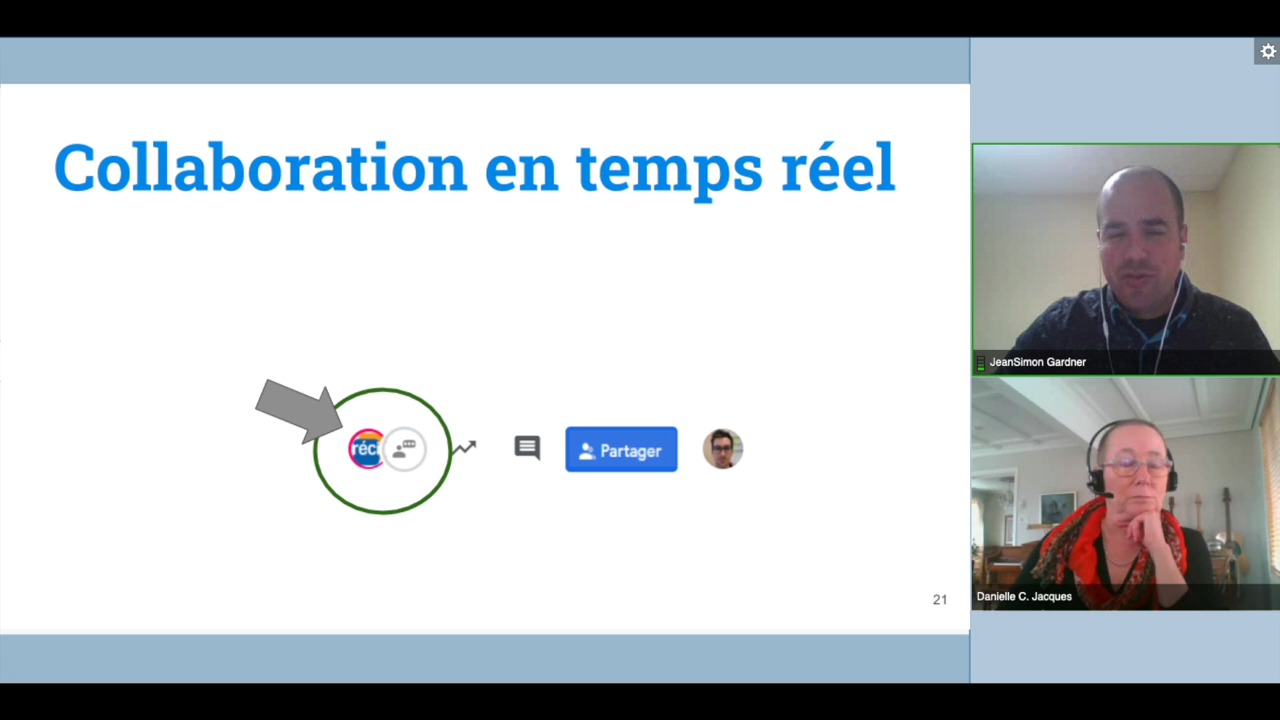 Collaboration en temps réel
réci
Partager
21
JeanSimon Gardner
Danielle C. Jacques